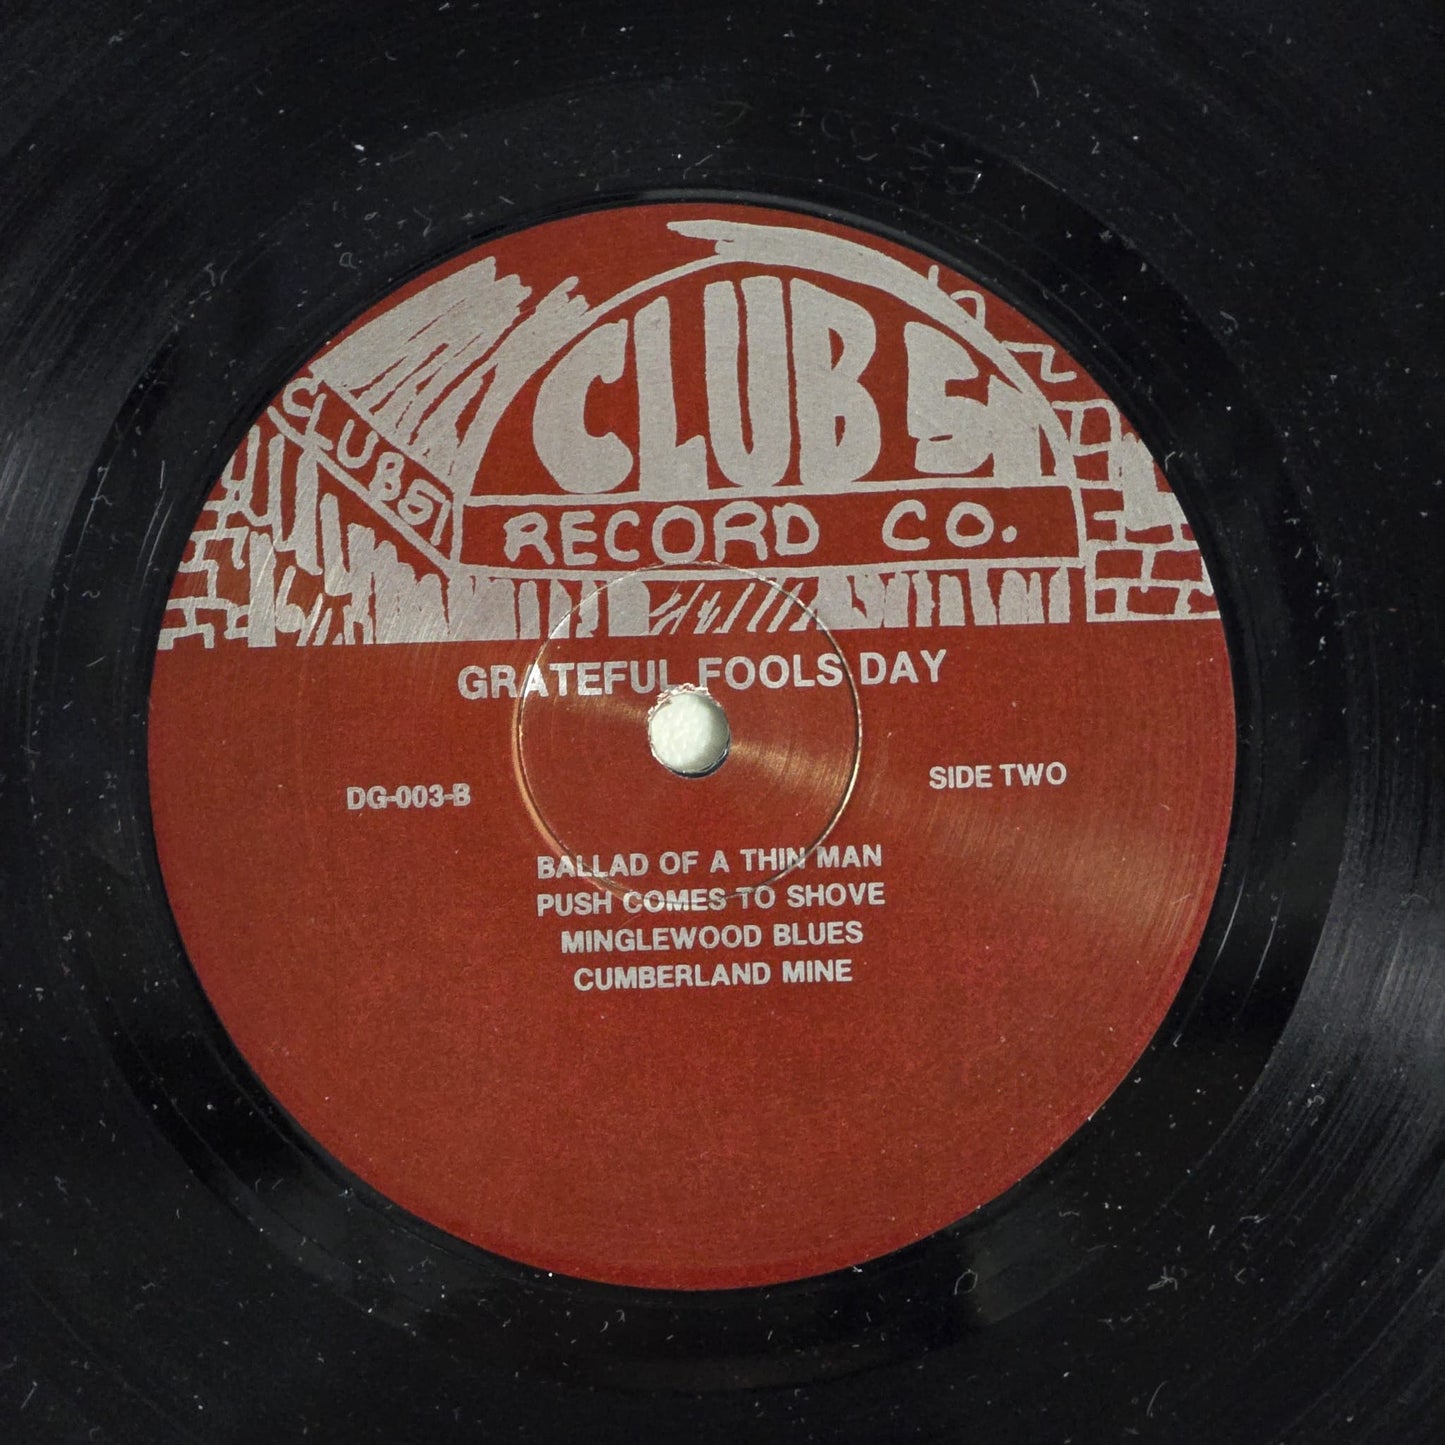 CLUB 5
CLUB 51
RECORD CO.
GRATEFUL FOOLS DAY
DG-003-B
SIDE TWO
BALLAD OF A THIN MAN
PUSH COMES TO SHOVE
MINGLEWOOD BLUES
CUMBERLAND MINE